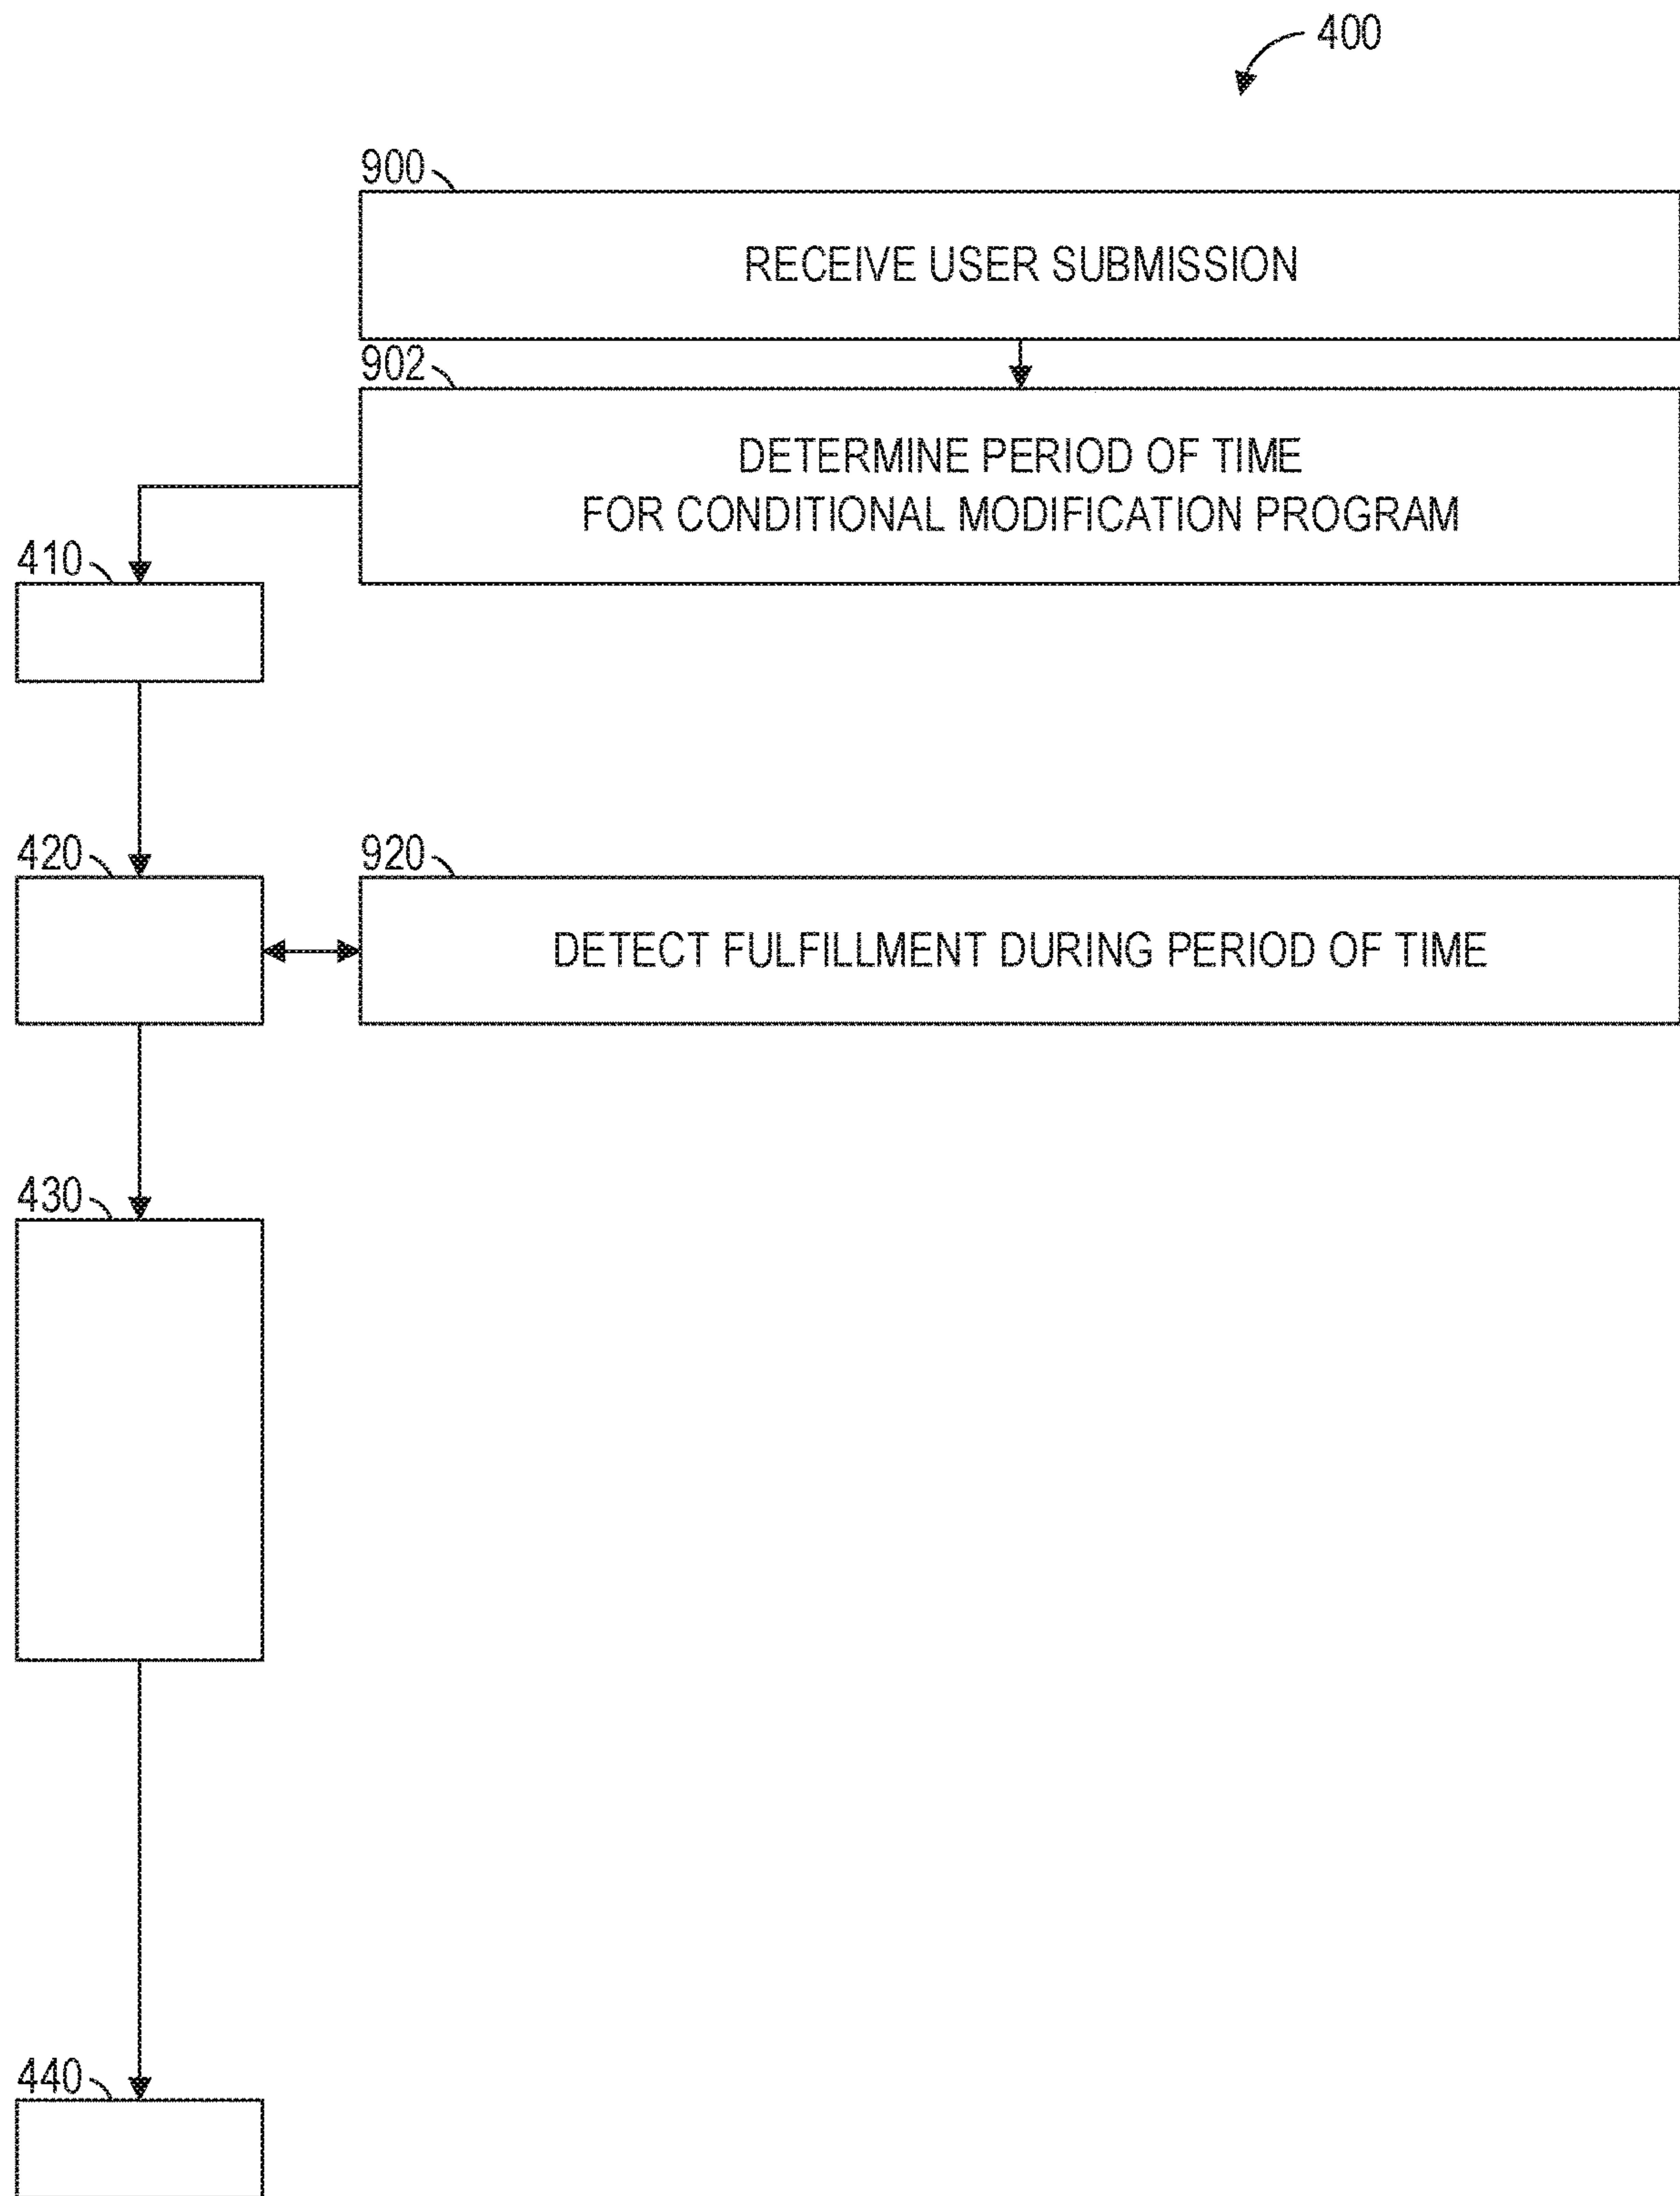 400
900
RECEIVE USER SUBMISSION
902
DETERMINE PERIOD OF TIME
FOR CONDITIONAL MODIFICATION PROGRAM
410
420
920
DETECT FULFILLMENT DURING PERIOD OF TIME
430
440